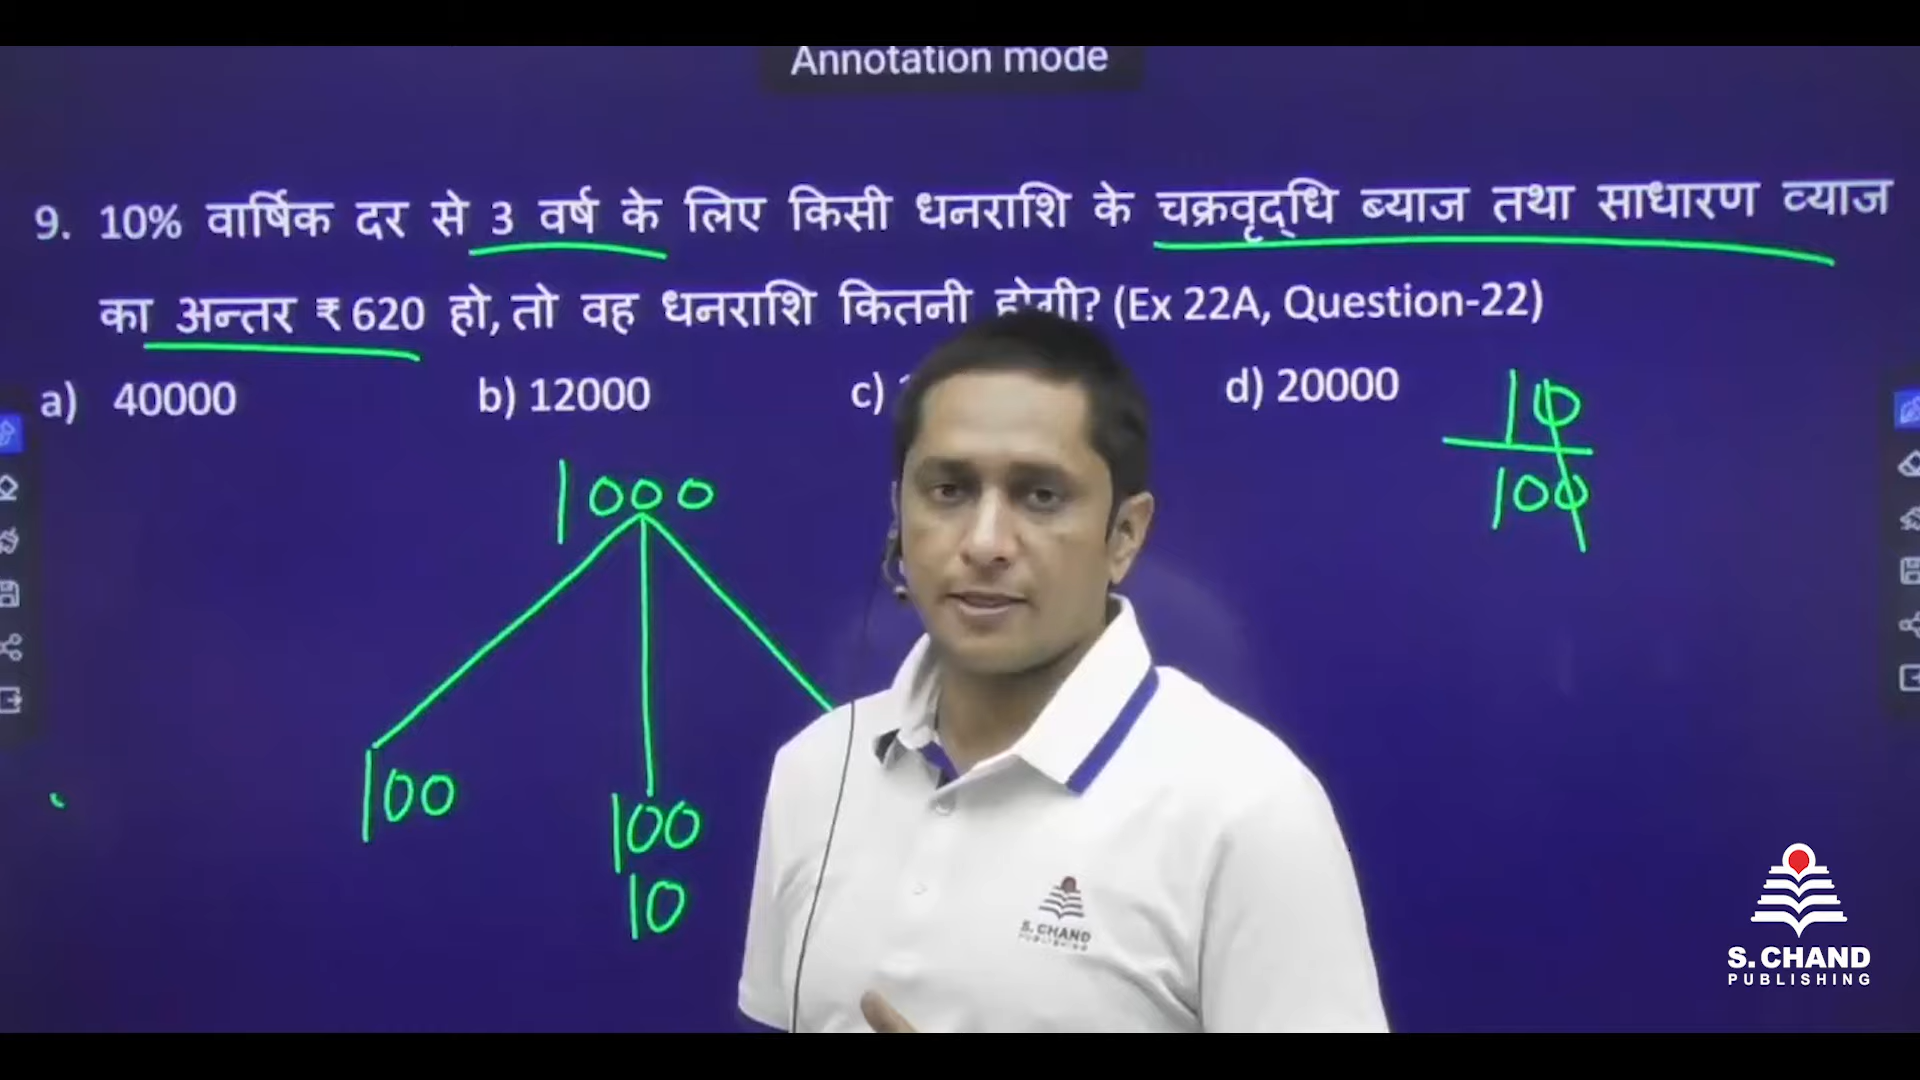 Annotation mode
9. 10% वार्षिक दर से 3 वर्ष के लिए किसी धनराशि के चक्रवृद्धि ब्याज तथा साधारण व्याज
का अन्तर ₹ 620 हो, तो वह धनराशि कितनी होगी? (Ex 22A, Question-22)
a) 40000 b) 12000 c) d) 20000
10
100
1000
100
100
10
S. CHAND
PUBLISHING
S. CHAND
PUBLISHING